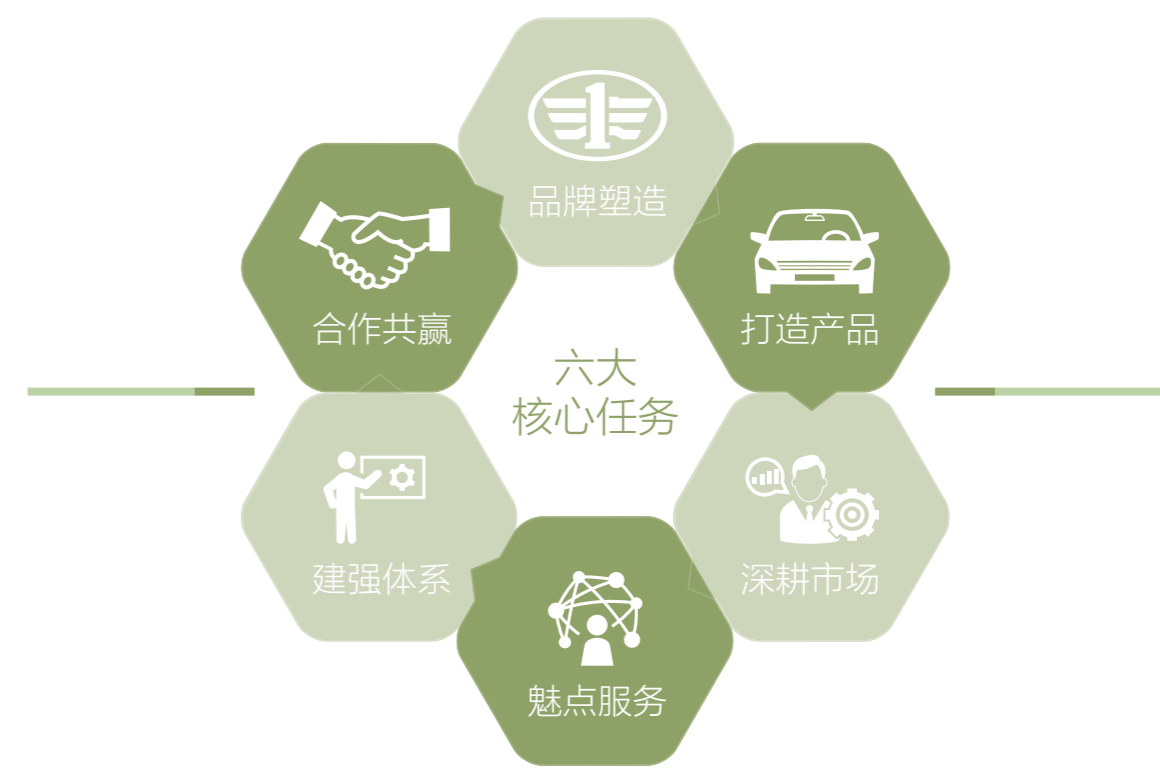 品牌塑造
合作共赢
打造产品
六大
核心任务
建强体系
深耕市场
魅点服务